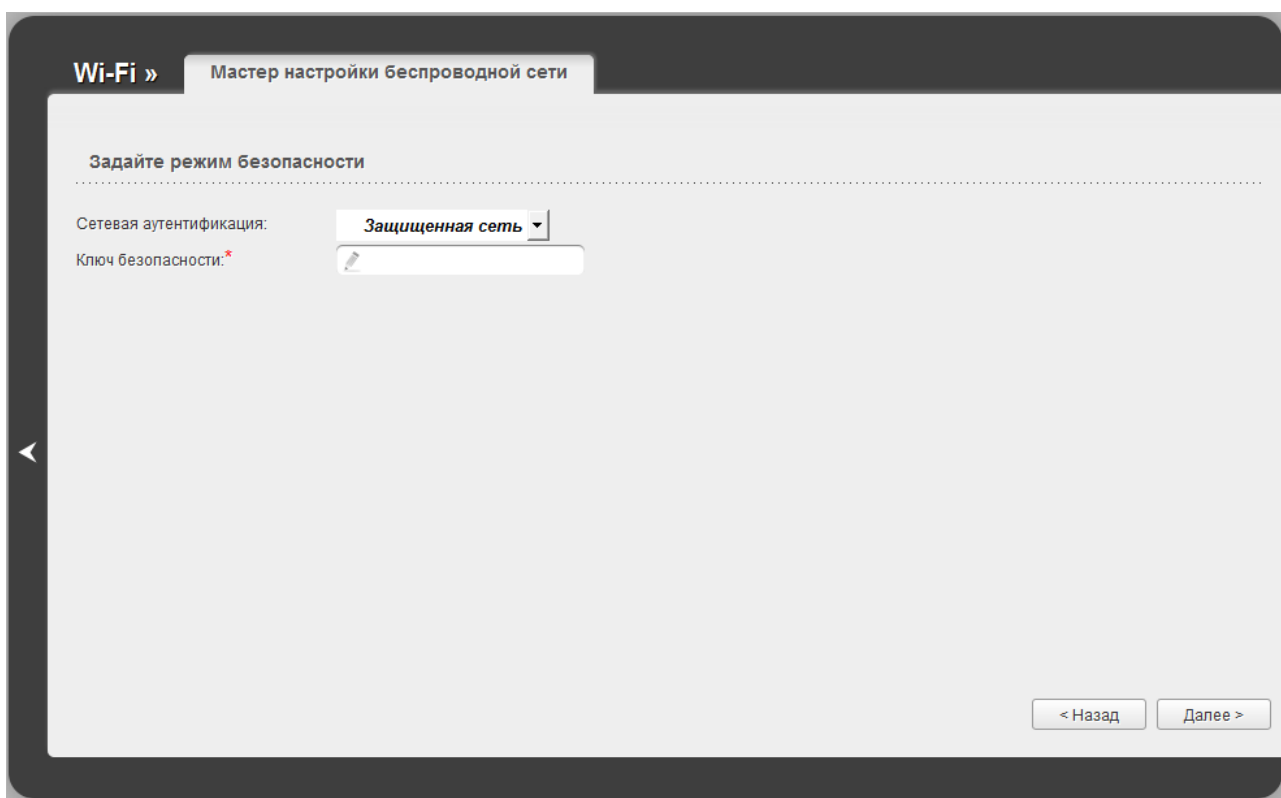 Wi-Fi » Мастер настройки беспроводной сети
Задайте режим безопасности
Сетевая аутентификация: Защищенная сеть
Ключ безопасности:*
< Назад Далее >